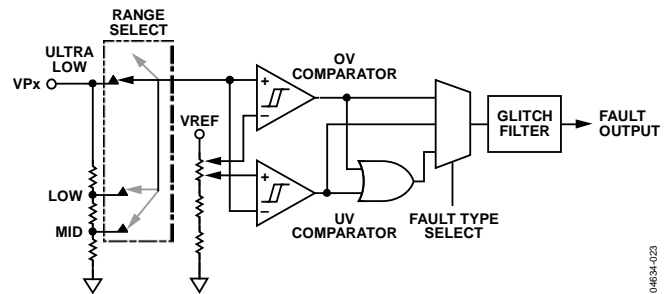 RANGE
SELECT
ULTRA
LOW
VPx
LOW
MID
VREF
+
−
OV
COMPARATOR
+
−
UV
COMPARATOR
FAULT TYPE
SELECT
GLITCH
FILTER
FAULT
OUTPUT
04634-023